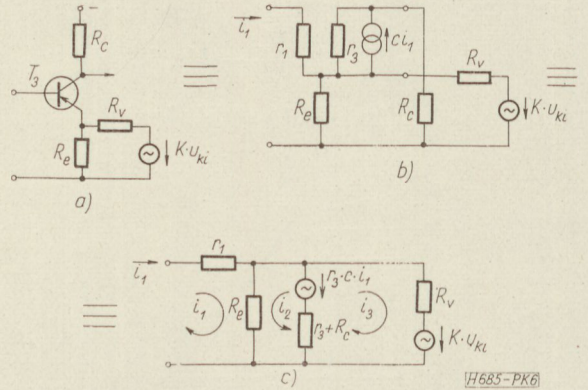 −
R_c
T_3
R_v
R_e
K·u_ki
a)
i_1
r_1
r_3
c i_1
R_v
R_e
R_c
K·u_ki
b)
i_1
r_1
r_3·c·i_1
R_v
i_1
R_e
i_2
i_3
r_3+R_c
K·u_ki
c)
H685-PK6